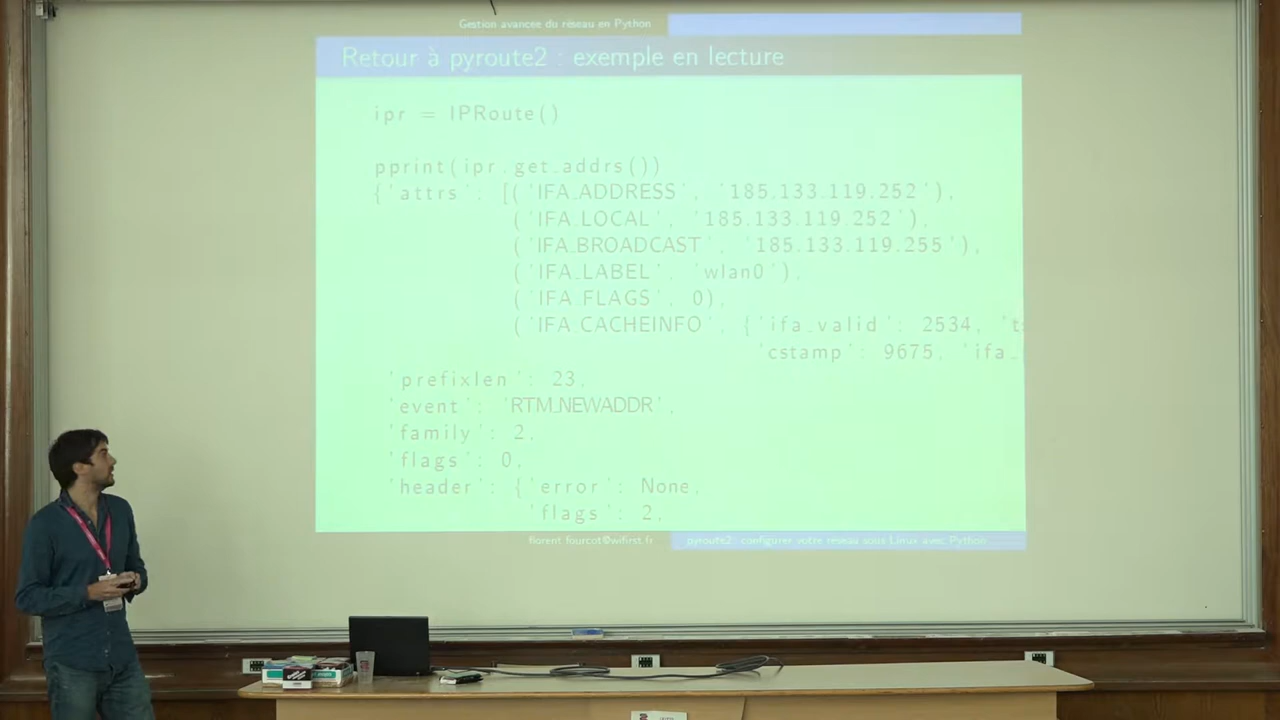 Gestion avancée du réseau en Python
Retour à pyroute2 : exemple en lecture
ipr = IPRoute()
pprint(ipr.get_addrs())
{'attrs': [('IFA_ADDRESS', '185.133.119.252'),
('IFA_LOCAL', '185.133.119.252'),
('IFA_BROADCAST', '185.133.119.255'),
('IFA_LABEL', 'wlan0'),
('IFA_FLAGS', 0),
('IFA_CACHEINFO', {'ifa_valid': 2534, 'ts
'cstamp': 9675, 'ifa_
'prefixlen': 23,
'event': 'RTM_NEWADDR',
'family': 2,
'flags': 0,
'header': {'error': None,
'flags': 2,
florent.fourcot@wifirst.fr pyroute2 : configurer votre réseau sous Linux avec Python